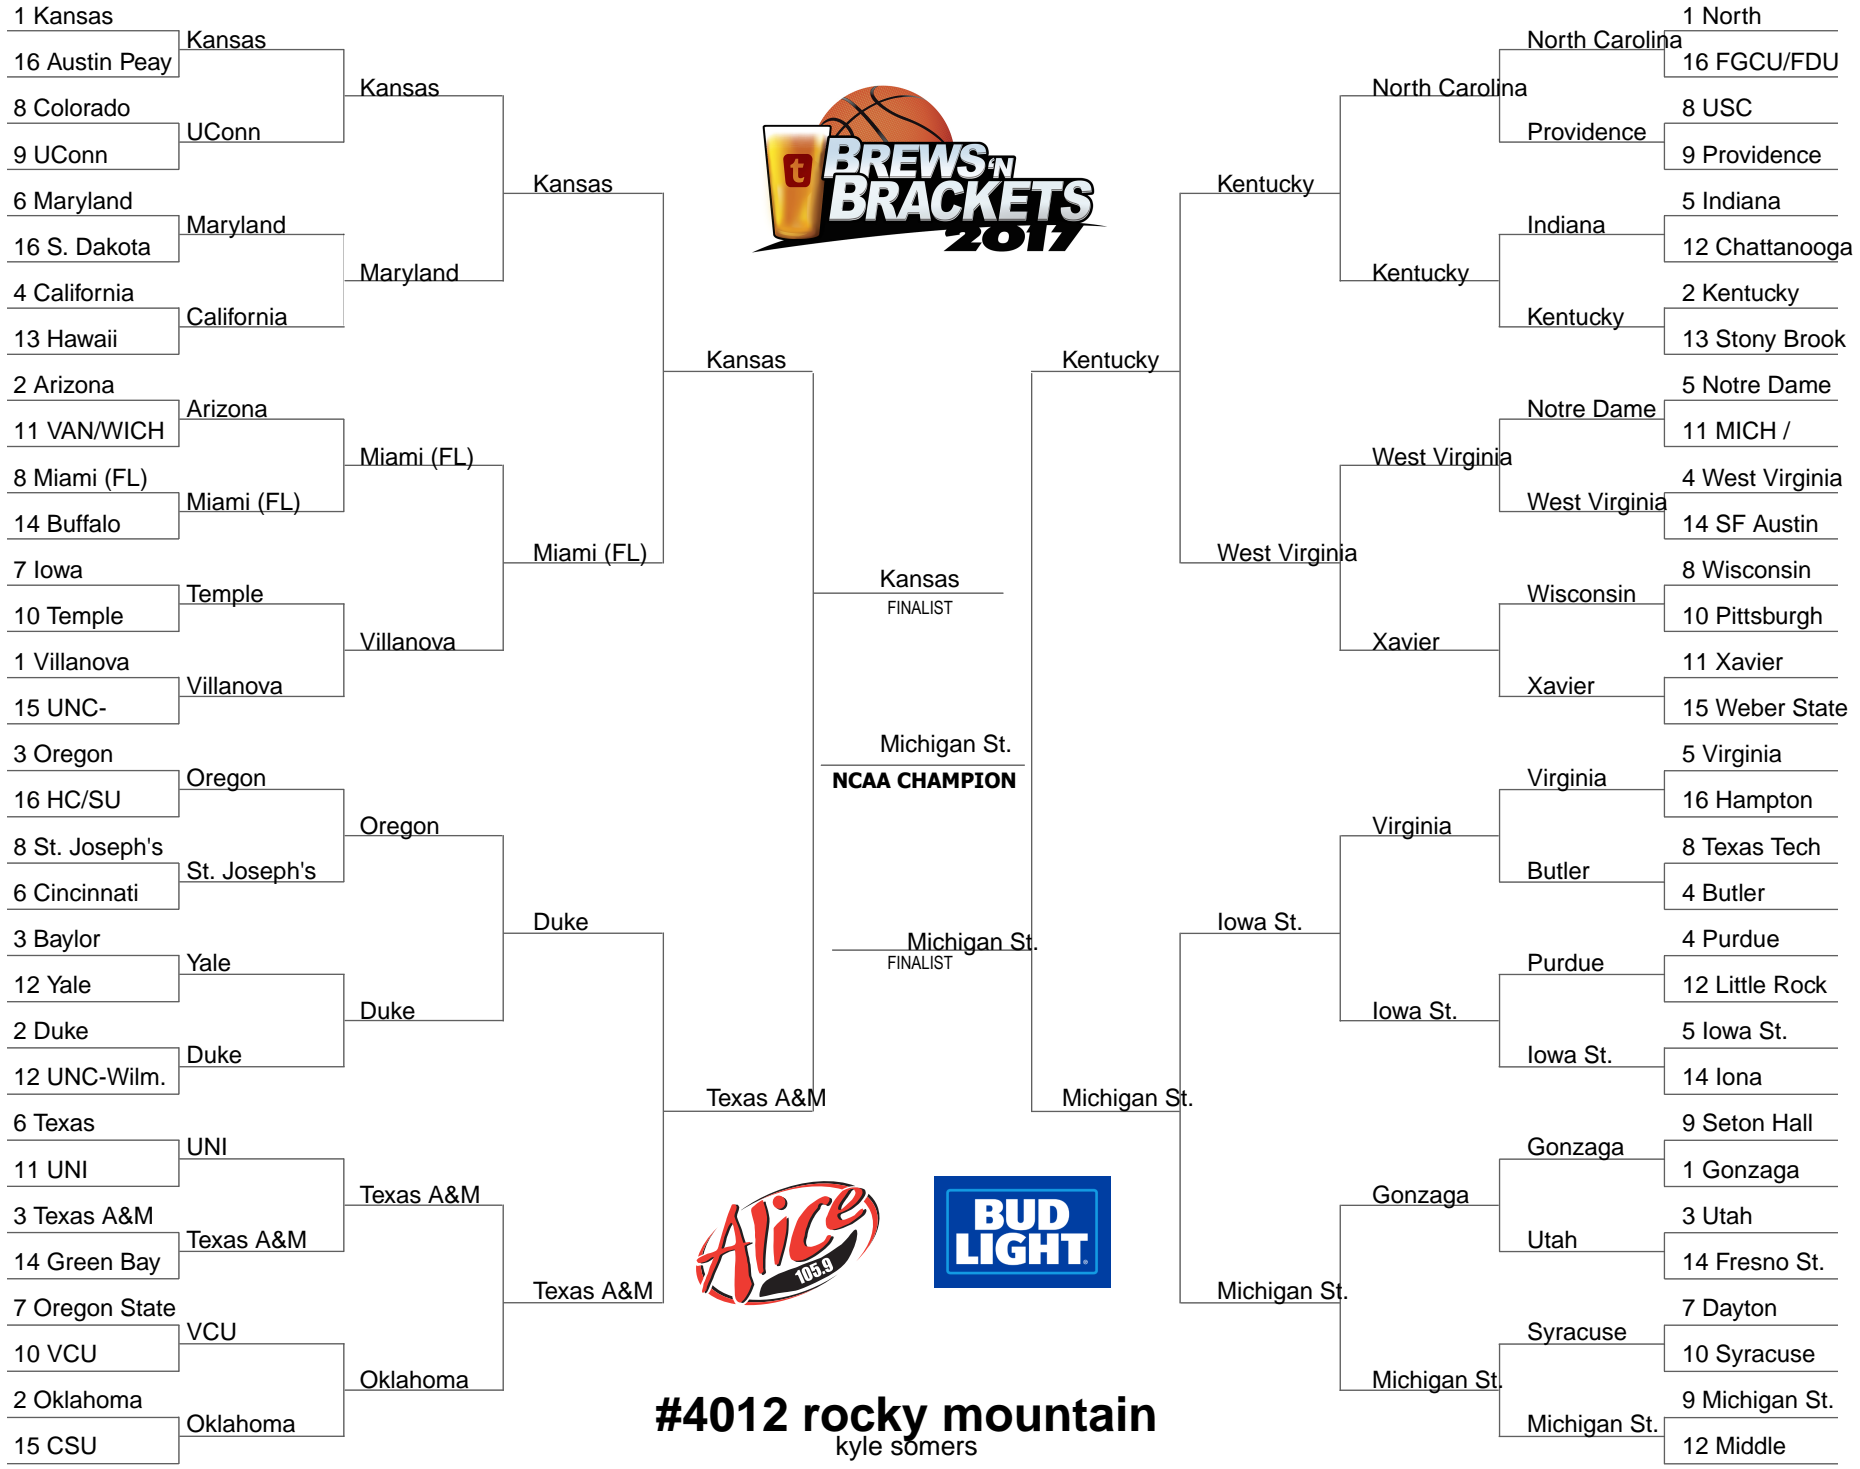 1 Kansas
16 Austin Peay
8 Colorado
9 UConn
6 Maryland
16 S. Dakota
4 California
13 Hawaii
2 Arizona
11 VAN/WICH
8 Miami (FL)
14 Buffalo
7 Iowa
10 Temple
1 Villanova
15 UNC-
3 Oregon
16 HC/SU
8 St. Joseph's
6 Cincinnati
3 Baylor
12 Yale
2 Duke
12 UNC-Wilm.
6 Texas
11 UNI
3 Texas A&M
14 Green Bay
7 Oregon State
10 VCU
2 Oklahoma
15 CSU
Kansas
UConn
Maryland
California
Arizona
Miami (FL)
Temple
Villanova
Oregon
St. Joseph's
Yale
Duke
UNI
Texas A&M
VCU
Oklahoma
Kansas
Maryland
Miami (FL)
Villanova
Oregon
Duke
Texas A&M
Oklahoma
Kansas
Miami (FL)
Duke
Texas A&M
Kansas
Texas A&M
t
BREWS 'N
BRACKETS
2017
Kansas
FINALIST
Michigan St.
NCAA CHAMPION
Michigan St.
FINALIST
Alice
105.9
BUD
LIGHT
#4012 rocky mountain
kyle somers
Kentucky
Michigan St.
Kentucky
West Virginia
Iowa St.
Michigan St.
North Carolina
Kentucky
West Virginia
Xavier
Virginia
Iowa St.
Gonzaga
Michigan St.
North Carolina
Providence
Indiana
Kentucky
Notre Dame
West Virginia
Wisconsin
Xavier
Virginia
Butler
Purdue
Iowa St.
Gonzaga
Utah
Syracuse
Michigan St.
1 North
16 FGCU/FDU
8 USC
9 Providence
5 Indiana
12 Chattanooga
2 Kentucky
13 Stony Brook
5 Notre Dame
11 MICH /
4 West Virginia
14 SF Austin
8 Wisconsin
10 Pittsburgh
11 Xavier
15 Weber State
5 Virginia
16 Hampton
8 Texas Tech
4 Butler
4 Purdue
12 Little Rock
5 Iowa St.
14 Iona
9 Seton Hall
1 Gonzaga
3 Utah
14 Fresno St.
7 Dayton
10 Syracuse
9 Michigan St.
12 Middle